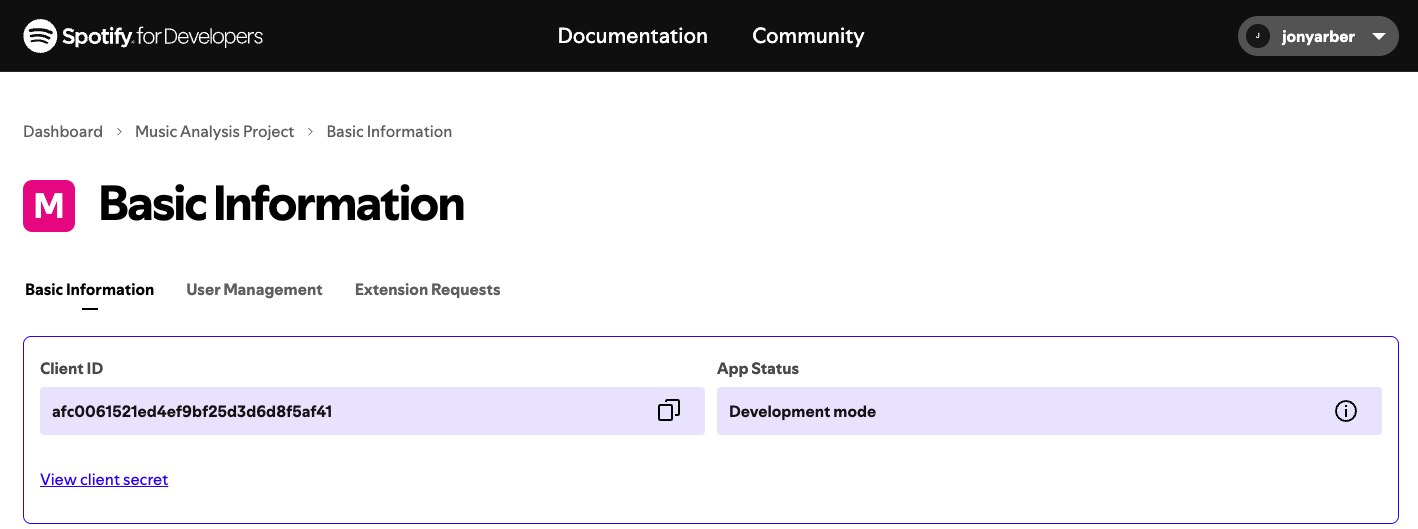 Spotify for Developers
Documentation
Community
J
jonyarber
Dashboard > Music Analysis Project > Basic Information
M
Basic Information
Basic Information
User Management
Extension Requests
Client ID
App Status
afc0061521ed4ef9bf25d3d6d8f5af41
Development mode
View client secret